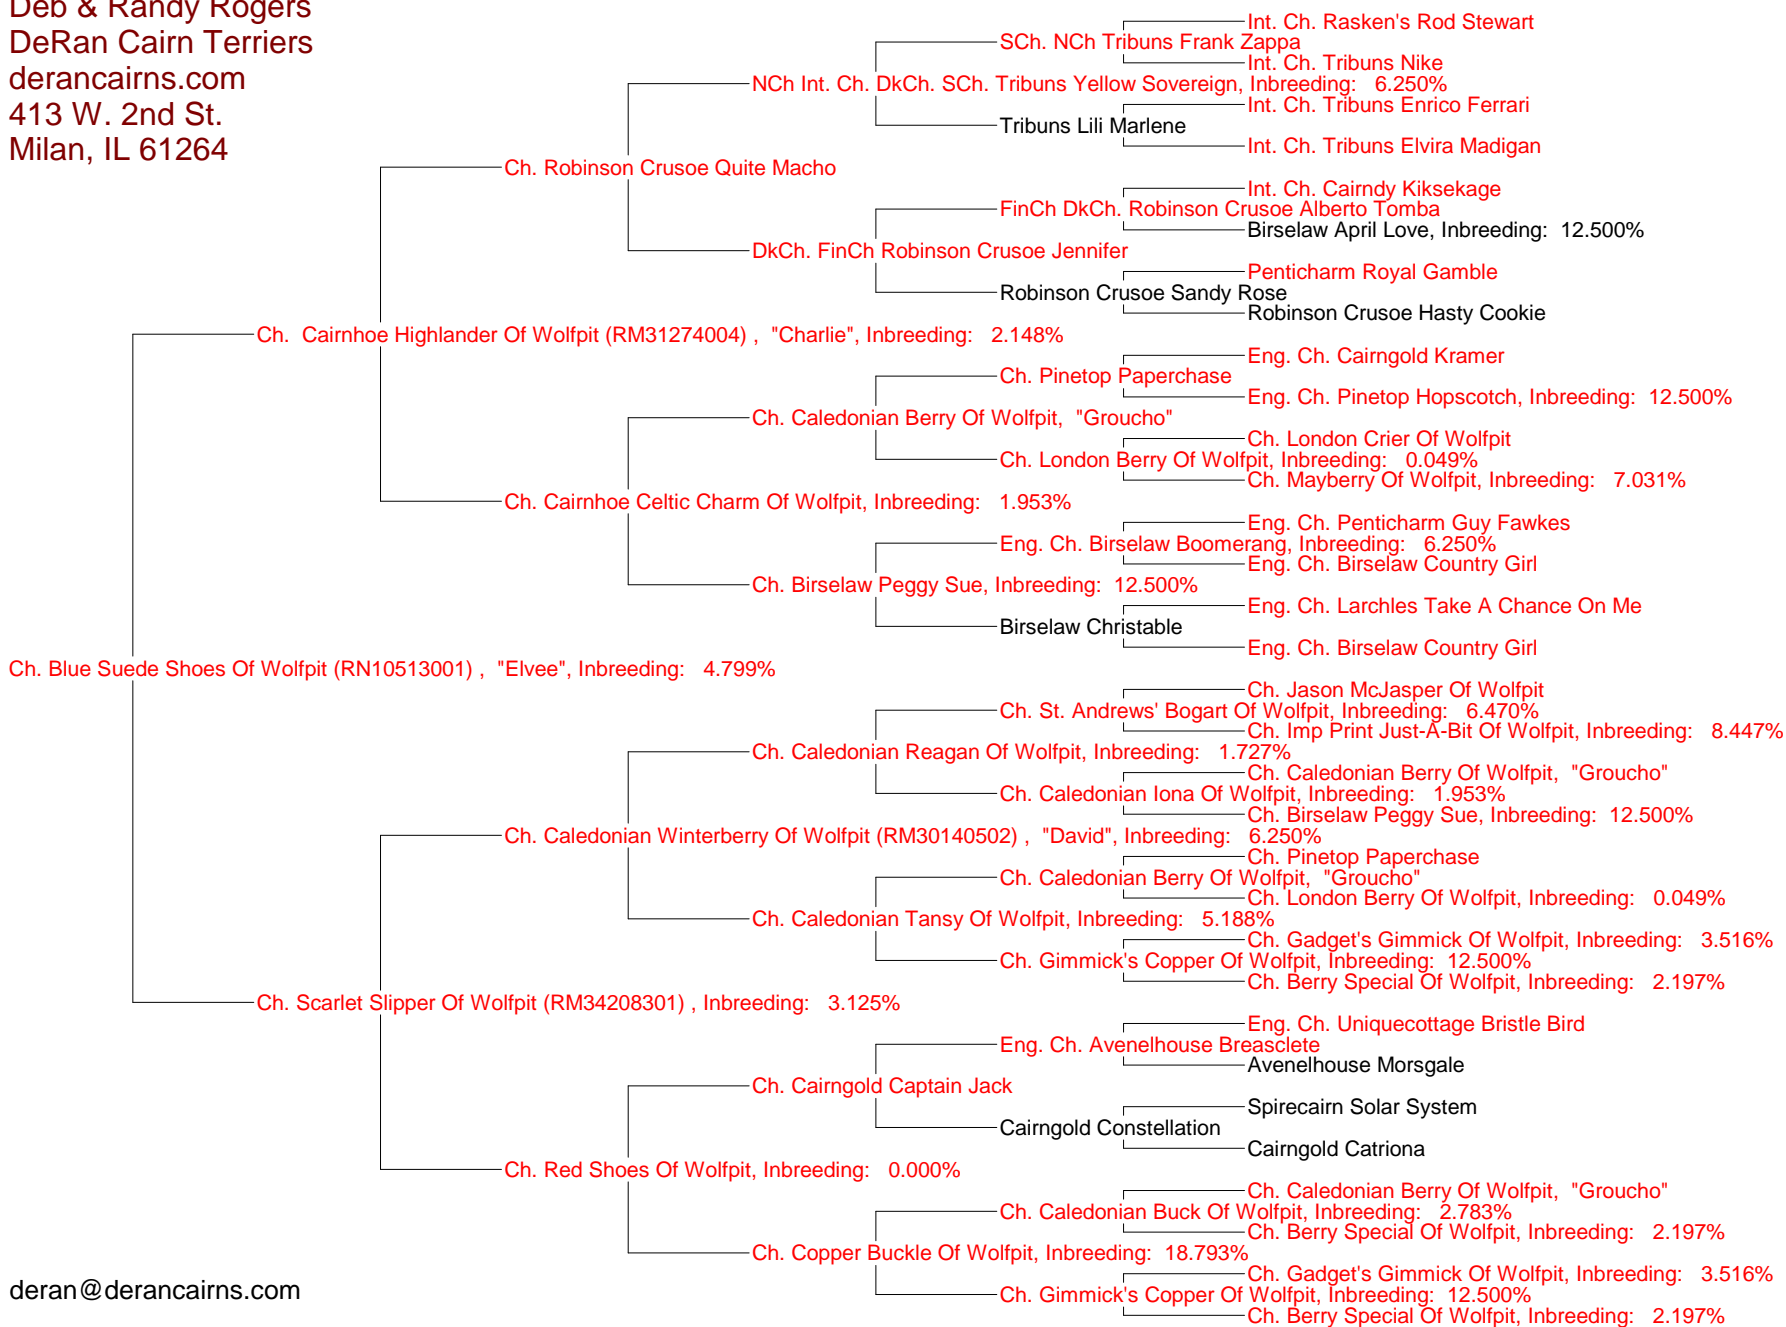 Deb & Randy Rogers
DeRan Cairn Terriers
derancairns.com
413 W. 2nd St.
Milan, IL 61264
Int. Ch. Rasken's Rod Stewart
SCh. NCh Tribuns Frank Zappa
Int. Ch. Tribuns Nike
NCh Int. Ch. DkCh. SCh. Tribuns Yellow Sovereign, Inbreeding: 6.250%
Int. Ch. Tribuns Enrico Ferrari
Tribuns Lili Marlene
Int. Ch. Tribuns Elvira Madigan
Ch. Robinson Crusoe Quite Macho
Int. Ch. Cairndy Kiksekage
FinCh DkCh. Robinson Crusoe Alberto Tomba
Birselaw April Love, Inbreeding: 12.500%
DkCh. FinCh Robinson Crusoe Jennifer
Penticharm Royal Gamble
Robinson Crusoe Sandy Rose
Robinson Crusoe Hasty Cookie
Ch. Cairnhoe Highlander Of Wolfpit (RM31274004) , "Charlie", Inbreeding: 2.148%
Eng. Ch. Cairngold Kramer
Ch. Pinetop Paperchase
Eng. Ch. Pinetop Hopscotch, Inbreeding: 12.500%
Ch. Caledonian Berry Of Wolfpit, "Groucho"
Ch. London Crier Of Wolfpit
Ch. London Berry Of Wolfpit, Inbreeding: 0.049%
Ch. Mayberry Of Wolfpit, Inbreeding: 7.031%
Ch. Cairnhoe Celtic Charm Of Wolfpit, Inbreeding: 1.953%
Eng. Ch. Penticharm Guy Fawkes
Eng. Ch. Birselaw Boomerang, Inbreeding: 6.250%
Eng. Ch. Birselaw Country Girl
Ch. Birselaw Peggy Sue, Inbreeding: 12.500%
Eng. Ch. Larchles Take A Chance On Me
Birselaw Christable
Eng. Ch. Birselaw Country Girl
Ch. Blue Suede Shoes Of Wolfpit (RN10513001) , "Elvee", Inbreeding: 4.799%
Ch. Jason McJasper Of Wolfpit
Ch. St. Andrews' Bogart Of Wolfpit, Inbreeding: 6.470%
Ch. Imp Print Just-A-Bit Of Wolfpit, Inbreeding: 8.447%
Ch. Caledonian Reagan Of Wolfpit, Inbreeding: 1.727%
Ch. Caledonian Berry Of Wolfpit, "Groucho"
Ch. Caledonian Iona Of Wolfpit, Inbreeding: 1.953%
Ch. Birselaw Peggy Sue, Inbreeding: 12.500%
Ch. Caledonian Winterberry Of Wolfpit (RM30140502) , "David", Inbreeding: 6.250%
Ch. Pinetop Paperchase
Ch. Caledonian Berry Of Wolfpit, "Groucho"
Ch. London Berry Of Wolfpit, Inbreeding: 0.049%
Ch. Caledonian Tansy Of Wolfpit, Inbreeding: 5.188%
Ch. Gadget's Gimmick Of Wolfpit, Inbreeding: 3.516%
Ch. Gimmick's Copper Of Wolfpit, Inbreeding: 12.500%
Ch. Berry Special Of Wolfpit, Inbreeding: 2.197%
Ch. Scarlet Slipper Of Wolfpit (RM34208301) , Inbreeding: 3.125%
Eng. Ch. Uniquecottage Bristle Bird
Eng. Ch. Avenelhouse Breasclete
Avenelhouse Morsgale
Ch. Cairngold Captain Jack
Spirecairn Solar System
Cairngold Constellation
Cairngold Catriona
Ch. Red Shoes Of Wolfpit, Inbreeding: 0.000%
Ch. Caledonian Berry Of Wolfpit, "Groucho"
Ch. Caledonian Buck Of Wolfpit, Inbreeding: 2.783%
Ch. Berry Special Of Wolfpit, Inbreeding: 2.197%
Ch. Copper Buckle Of Wolfpit, Inbreeding: 18.793%
Ch. Gadget's Gimmick Of Wolfpit, Inbreeding: 3.516%
Ch. Gimmick's Copper Of Wolfpit, Inbreeding: 12.500%
Ch. Berry Special Of Wolfpit, Inbreeding: 2.197%
deran@derancairns.com